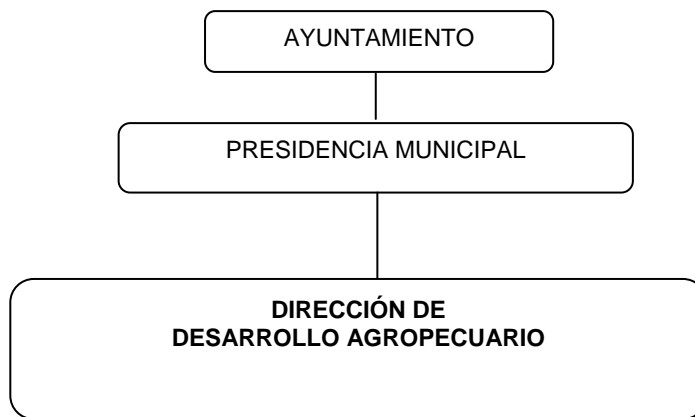 AYUNTAMIENTO
PRESIDENCIA MUNICIPAL
DIRECCIÓN DE
DESARROLLO AGROPECUARIO